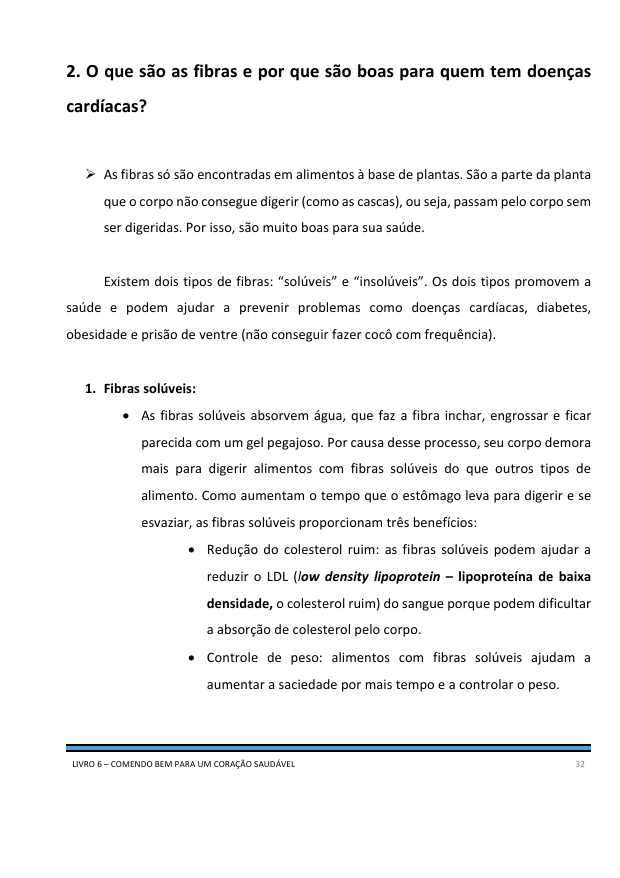 2. O que são as fibras e por que são boas para quem tem doenças
cardíacas?
➢ As fibras só são encontradas em alimentos à base de plantas. São a parte da planta
que o corpo não consegue digerir (como as cascas), ou seja, passam pelo corpo sem
ser digeridas. Por isso, são muito boas para sua saúde.
Existem dois tipos de fibras: “solúveis” e “insolúveis”. Os dois tipos promovem a
saúde e podem ajudar a prevenir problemas como doenças cardíacas, diabetes,
obesidade e prisão de ventre (não conseguir fazer cocô com frequência).
1. Fibras solúveis:
• As fibras solúveis absorvem água, que faz a fibra inchar, engrossar e ficar
parecida com um gel pegajoso. Por causa desse processo, seu corpo demora
mais para digerir alimentos com fibras solúveis do que outros tipos de
alimento. Como aumentam o tempo que o estômago leva para digerir e se
esvaziar, as fibras solúveis proporcionam três benefícios:
• Redução do colesterol ruim: as fibras solúveis podem ajudar a
reduzir o LDL (low density lipoprotein – lipoproteína de baixa
densidade, o colesterol ruim) do sangue porque podem dificultar
a absorção de colesterol pelo corpo.
• Controle de peso: alimentos com fibras solúveis ajudam a
aumentar a saciedade por mais tempo e a controlar o peso.
LIVRO 6 – COMENDO BEM PARA UM CORAÇÃO SAUDÁVEL 32